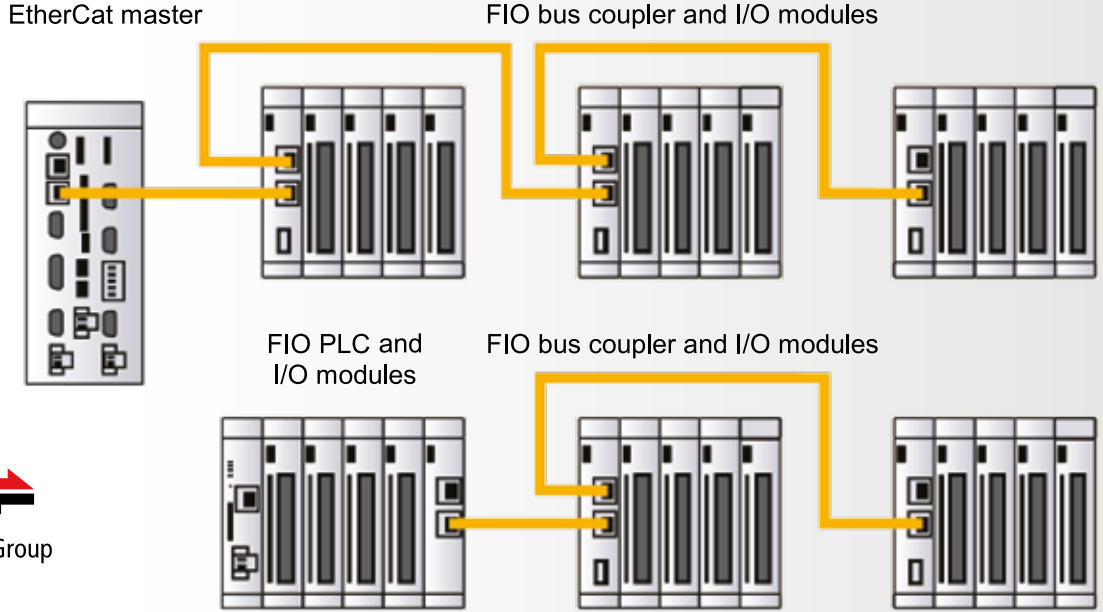 EtherCat master
FIO bus coupler and I/O modules
FIO PLC and
I/O modules
FIO bus coupler and I/O modules
Group